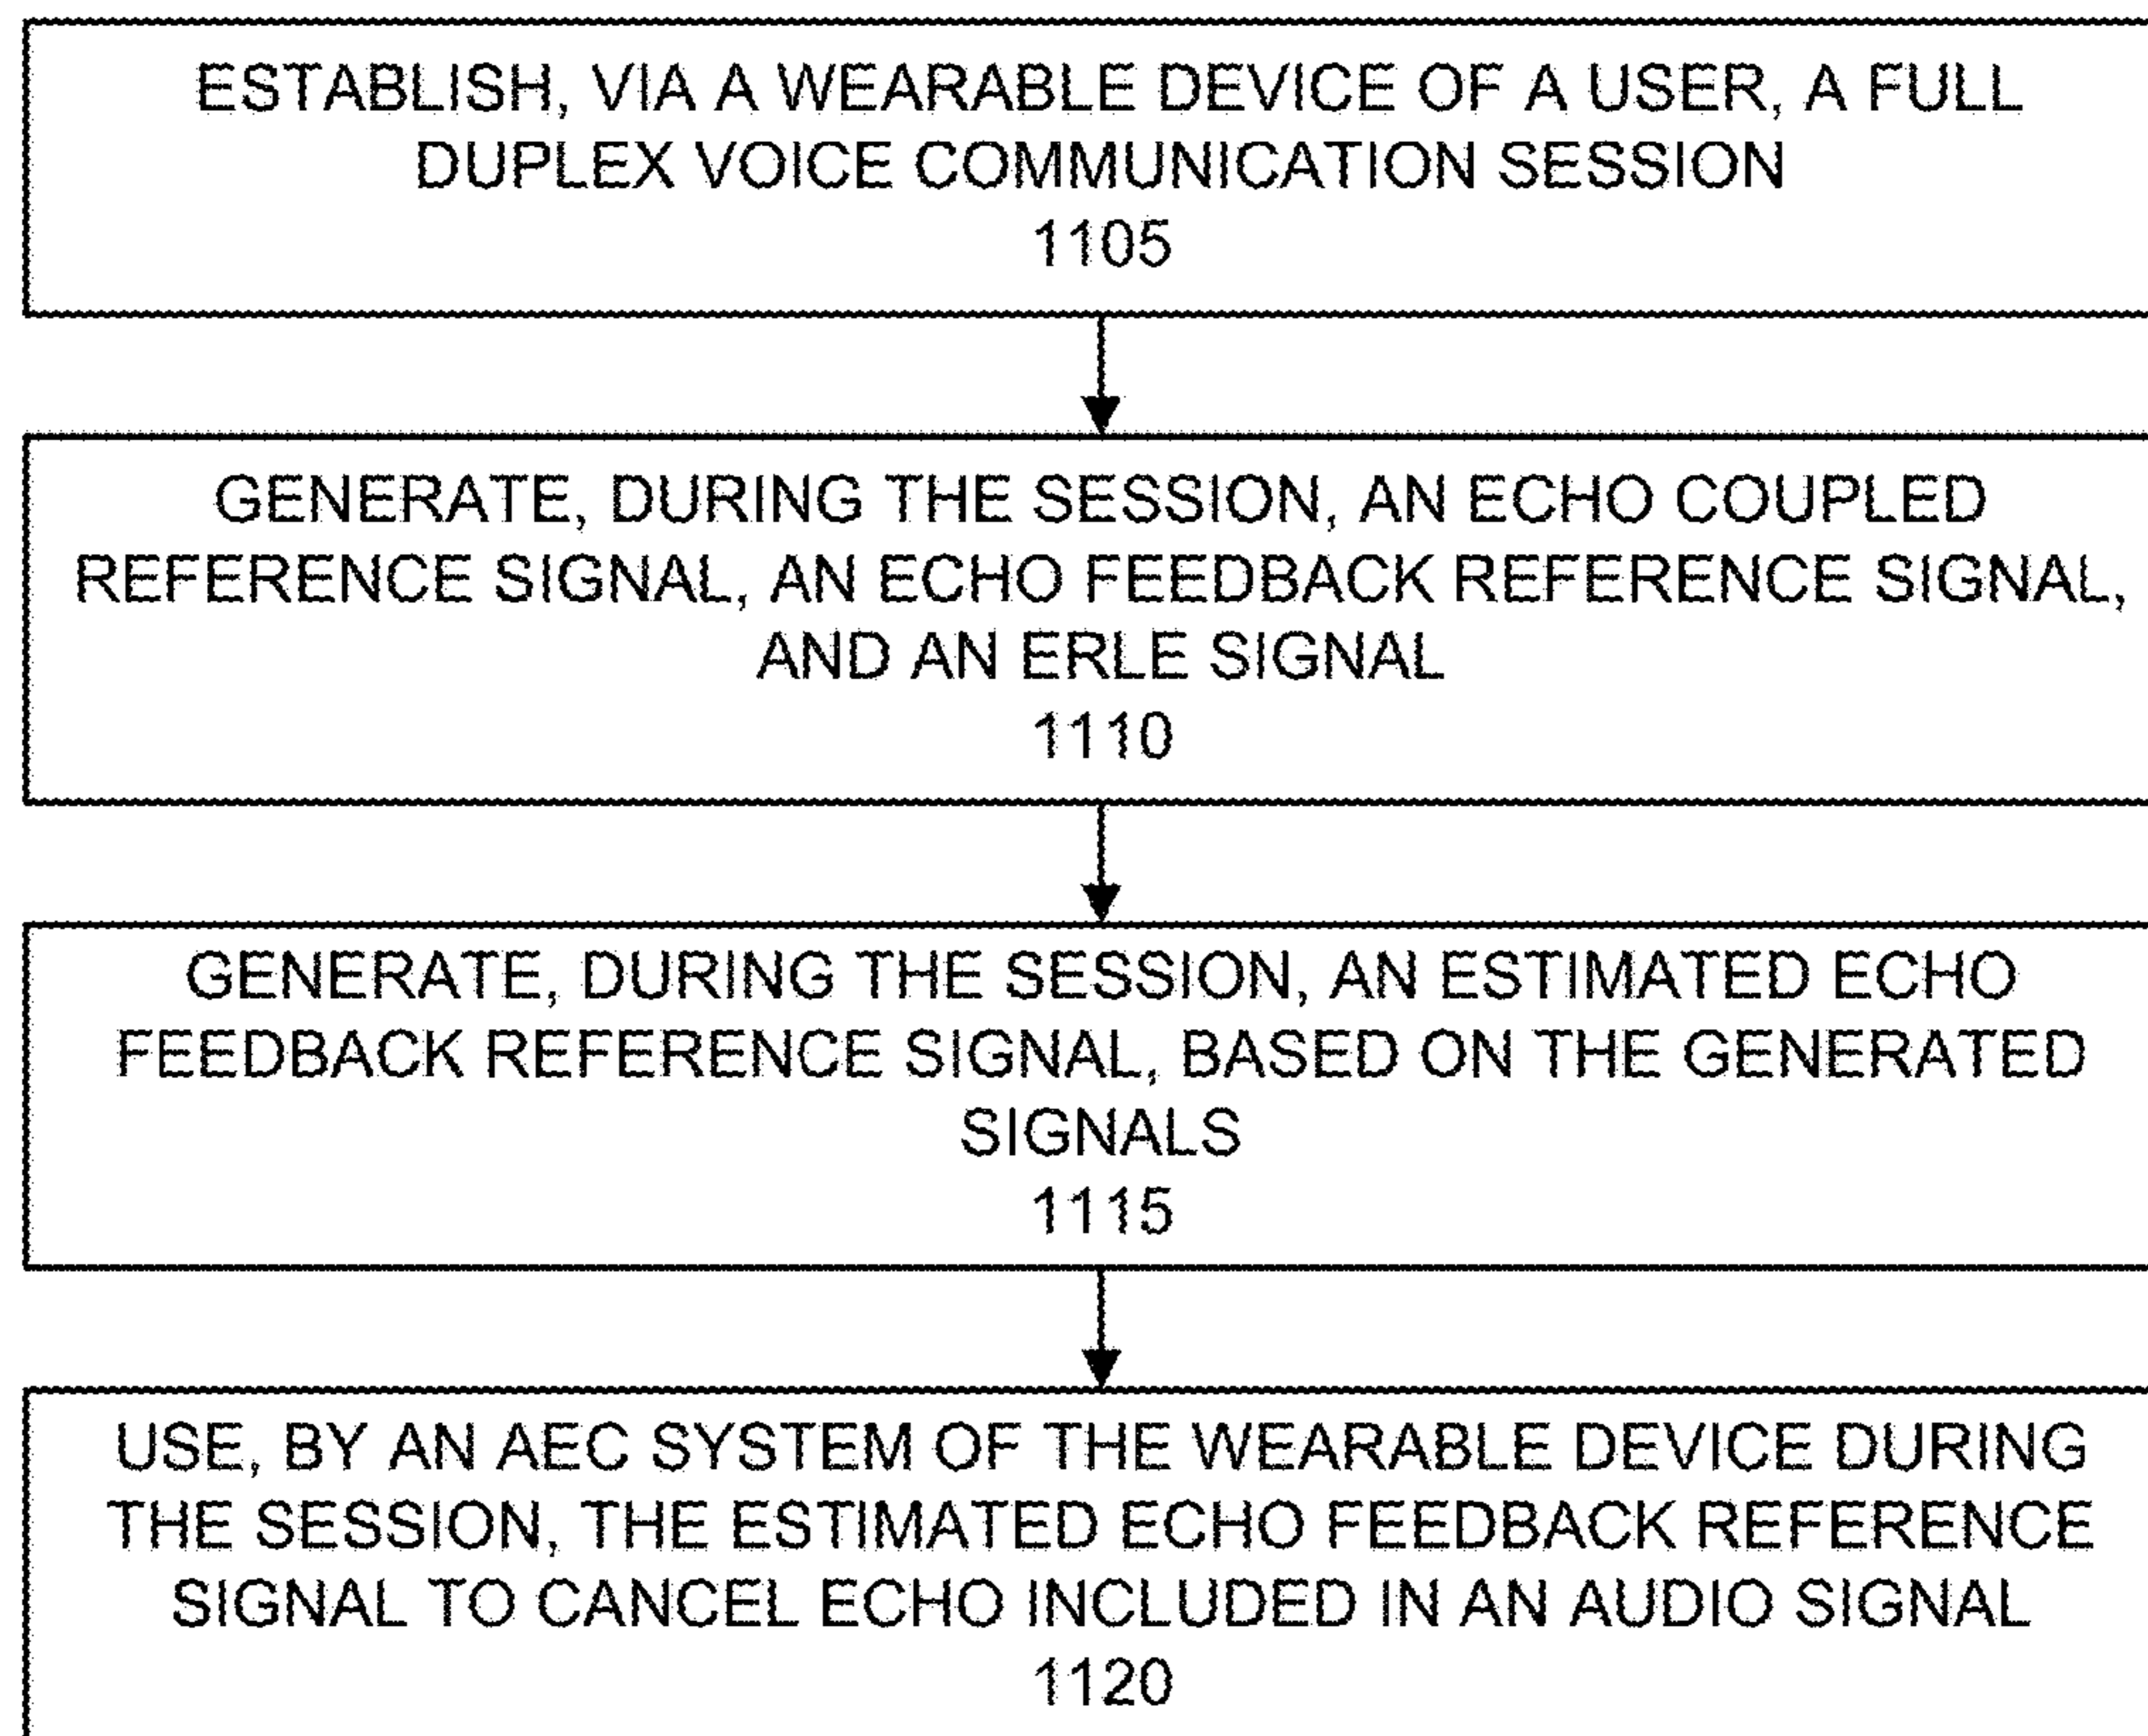 ESTABLISH, VIA A WEARABLE DEVICE OF A USER, A FULL
DUPLEX VOICE COMMUNICATION SESSION
1105
GENERATE, DURING THE SESSION, AN ECHO COUPLED
REFERENCE SIGNAL, AN ECHO FEEDBACK REFERENCE SIGNAL,
AND AN ERLE SIGNAL
1110
GENERATE, DURING THE SESSION, AN ESTIMATED ECHO
FEEDBACK REFERENCE SIGNAL, BASED ON THE GENERATED
SIGNALS
1115
USE, BY AN AEC SYSTEM OF THE WEARABLE DEVICE DURING
THE SESSION, THE ESTIMATED ECHO FEEDBACK REFERENCE
SIGNAL TO CANCEL ECHO INCLUDED IN AN AUDIO SIGNAL
1120